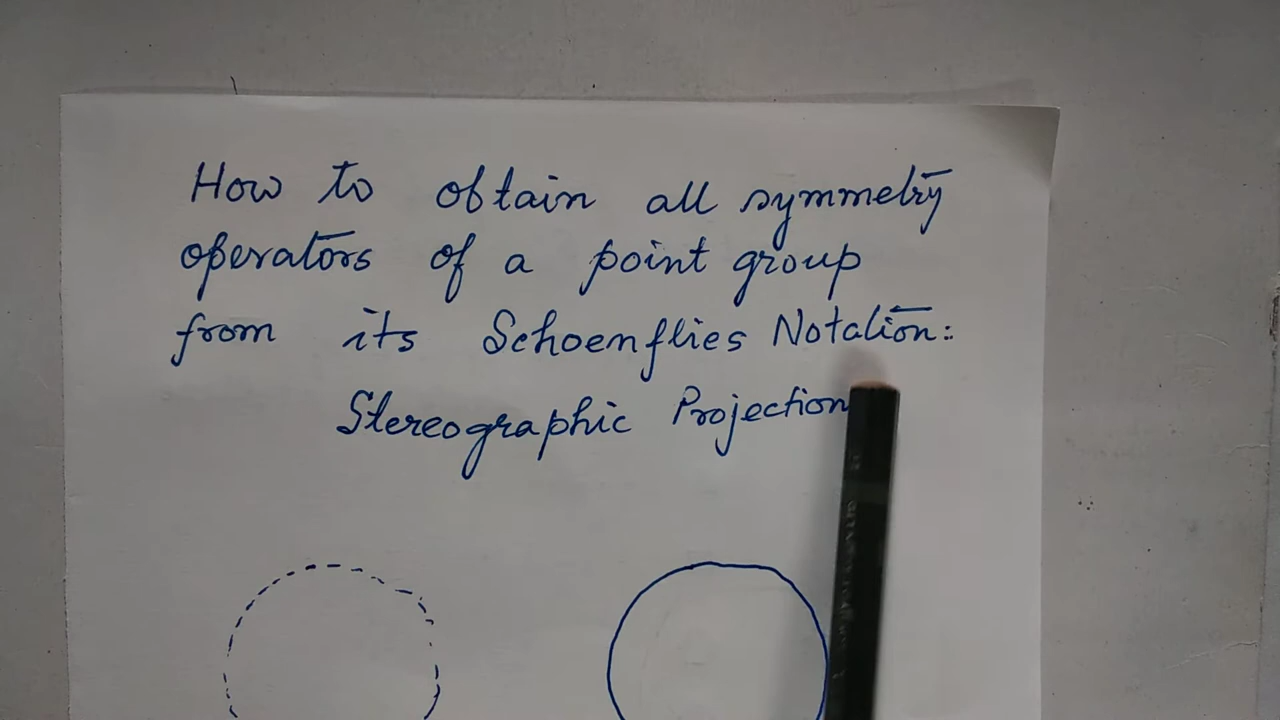 How to obtain all symmetry
operators of a point group
from its Schoenflies Notation:
Stereographic Projection